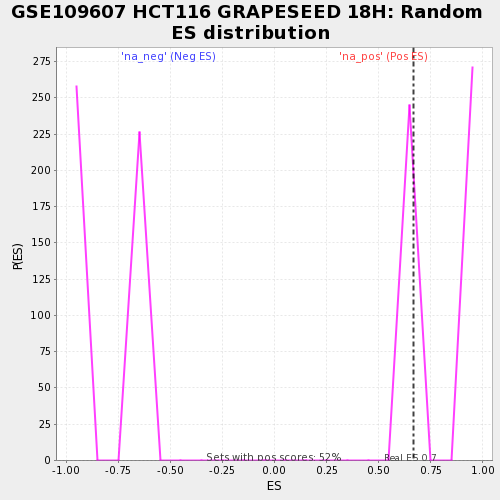 GSE109607 HCT116 GRAPESEED 18H: Random
ES distribution
'na_neg' (Neg ES)
'na_pos' (Pos ES)
275
250
225
200
175
150
125
100
75
50
25
0
P(ES)
Sets with pos scores: 52%
Real ES 0.7
-1.00
-0.75
-0.50
-0.25
0.00
0.25
0.50
0.75
1.00
ES